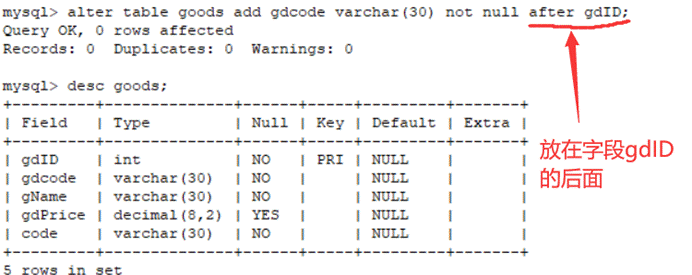 mysql> alter table goods add gdcode varchar(30) not null after gdID;
Query OK, 0 rows affected
Records: 0  Duplicates: 0  Warnings: 0
mysql> desc goods;
+---------+--------------+------+-----+---------+-------+
| Field   | Type         | Null | Key | Default | Extra |
+---------+--------------+------+-----+---------+-------+
| gdID    | int          | NO   | PRI | NULL    |       |
| gdcode  | varchar(30)  | NO   |     | NULL    |       |
| gName   | varchar(30)  | NO   |     | NULL    |       |
| gdPrice | decimal(8,2) | YES  |     | NULL    |       |
| code    | varchar(30)  | NO   |     | NULL    |       |
+---------+--------------+------+-----+---------+-------+
5 rows in set
放在字段gdID
的后面